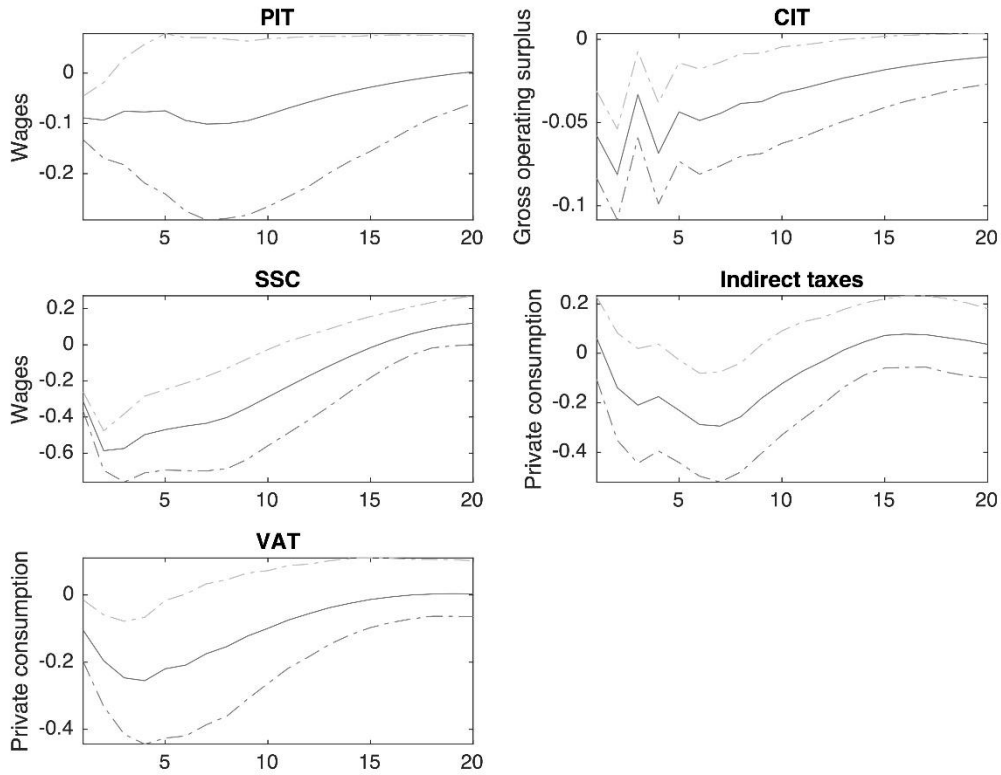 PIT
Wages
0
-0.1
-0.2
5 10 15 20
CIT
Gross operating surplus
0
-0.05
-0.1
5 10 15 20
SSC
Wages
0.2
0
-0.2
-0.4
-0.6
5 10 15 20
Indirect taxes
Private consumption
0.2
0
-0.2
-0.4
5 10 15 20
VAT
Private consumption
0
-0.2
-0.4
5 10 15 20